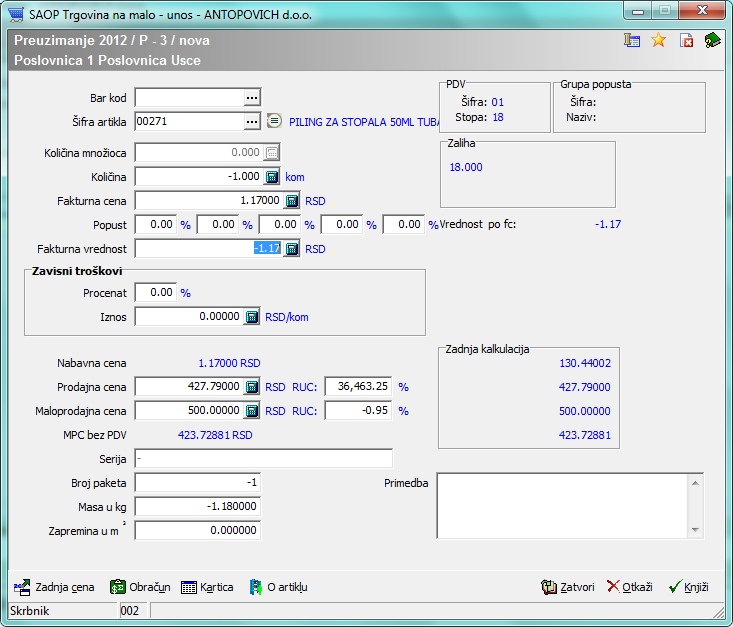 SAOP Trgovina na malo - unos - ANTOPOVICH d.o.o.
Preuzimanje 2012 / P - 3 / nova
Poslovnica 1 Poslovnica Usce
Bar kod
Šifra artikla 00271 PILING ZA STOPALA 50ML TUBA
PDV
Šifra: 01
Stopa: 18
Grupa popusta
Šifra:
Naziv:
Količina množioca 0.000
Količina -1.000 kom
Zaliha
18.000
Fakturna cena 1.17000 RSD
Popust 0.00 % 0.00 % 0.00 % 0.00 % 0.00 % Vrednost po fc: -1.17
Fakturna vrednost -1.17 RSD
Zavisni troškovi
Procenat 0.00 %
Iznos 0.00000 RSD/kom
Nabavna cena 1.17000 RSD
Prodajna cena 427.79000 RSD RUC: 36,463.25 %
Maloprodajna cena 500.00000 RSD RUC: -0.95 %
MPC bez PDV 423.72881 RSD
Zadnja kalkulacija
130.44002
427.79000
500.00000
423.72881
Serija -
Broj paketa -1
Masa u kg -1.180000
Zapremina u m³ 0.000000
Primedba
Zadnja cena Obračun Kartica O artiklu Zatvori Otkaži Knjiži
Skrbnik 002